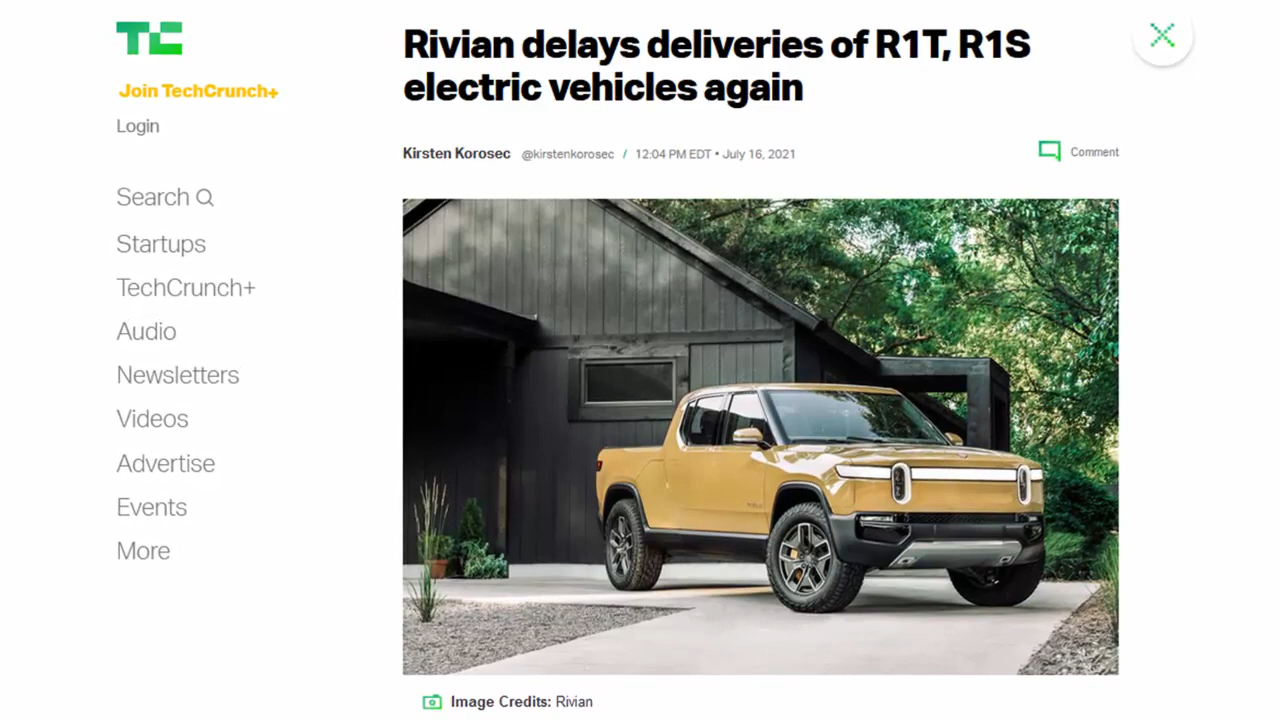 TC
Join TechCrunch+
Login
Search
Startups
TechCrunch+
Audio
Newsletters
Videos
Advertise
Events
More
Rivian delays deliveries of R1T, R1S
electric vehicles again
Kirsten Korosec @kirstenkorosec / 12:04 PM EDT • July 16, 2021
Comment
Image Credits: Rivian